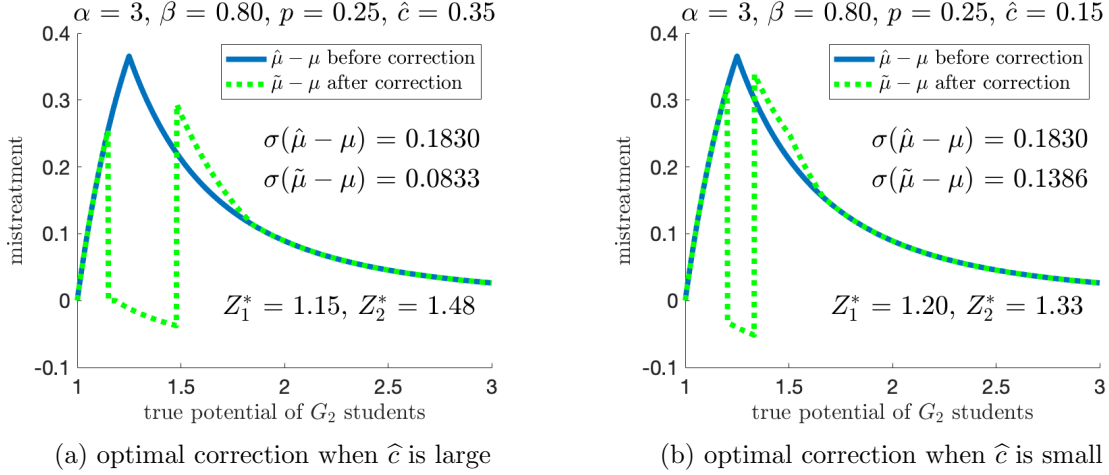 α = 3, β = 0.80, p = 0.25, ĉ = 0.35
0.4
0.3
0.2
0.1
0
-0.1
mistreatment
μ̂ − μ before correction
μ̃ − μ after correction
σ(μ̂ − μ) = 0.1830
σ(μ̃ − μ) = 0.0833
Z₁* = 1.15, Z₂* = 1.48
1 1.5 2 2.5 3
true potential of G₂ students
(a) optimal correction when ĉ is large
α = 3, β = 0.80, p = 0.25, ĉ = 0.15
0.4
0.3
0.2
0.1
0
-0.1
mistreatment
μ̂ − μ before correction
μ̃ − μ after correction
σ(μ̂ − μ) = 0.1830
σ(μ̃ − μ) = 0.1386
Z₁* = 1.20, Z₂* = 1.33
1 1.5 2 2.5 3
true potential of G₂ students
(b) optimal correction when ĉ is small